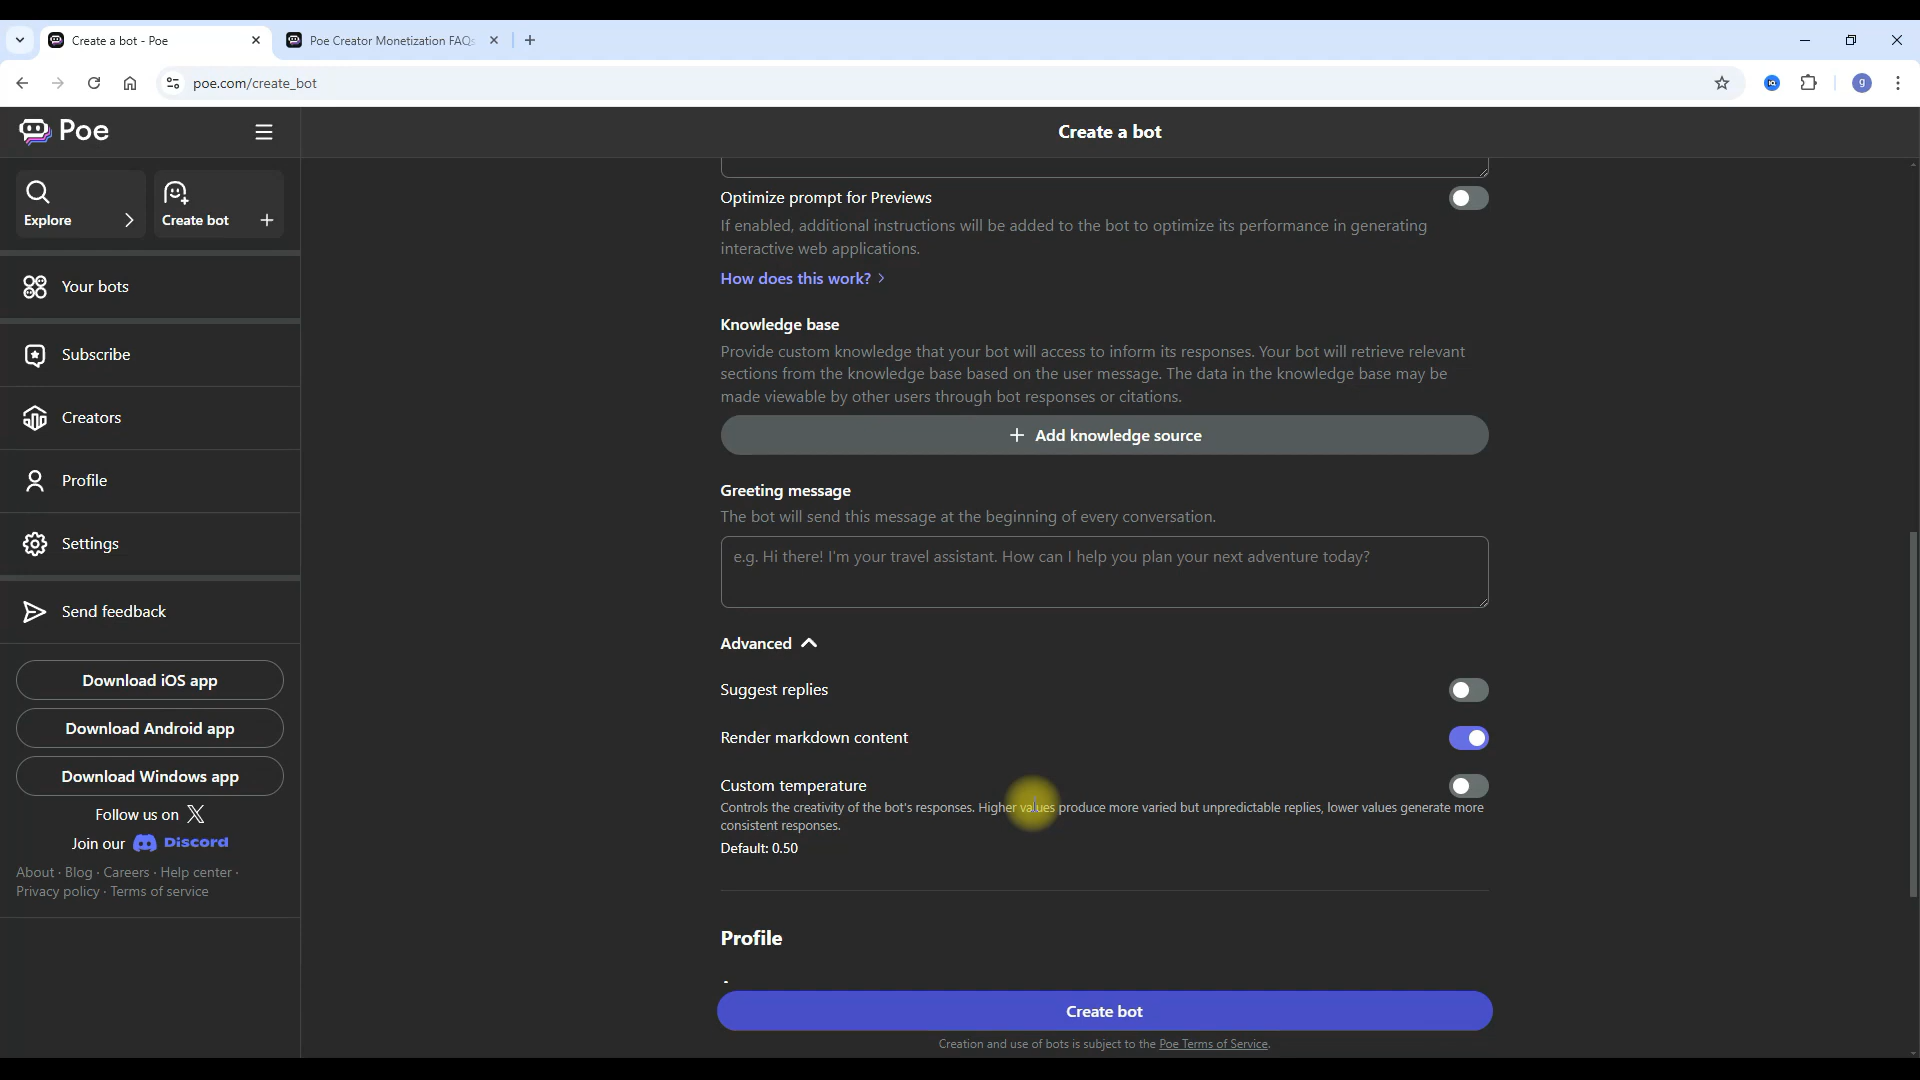 Create a bot - Poe
Poe Creator Monetization FAQs
poe.com/create_bot
g
Poe
Create a bot
Explore
Create bot
Your bots
Subscribe
Creators
Profile
Settings
Send feedback
Download iOS app
Download Android app
Download Windows app
Follow us on X
Join our Discord
About · Blog · Careers · Help center ·
Privacy policy · Terms of service
Optimize prompt for Previews
If enabled, additional instructions will be added to the bot to optimize its performance in generating
interactive web applications.
How does this work?
Knowledge base
Provide custom knowledge that your bot will access to inform its responses. Your bot will retrieve relevant
sections from the knowledge base based on the user message. The data in the knowledge base may be
made viewable by other users through bot responses or citations.
+ Add knowledge source
Greeting message
The bot will send this message at the beginning of every conversation.
e.g. Hi there! I'm your travel assistant. How can I help you plan your next adventure today?
Advanced
Suggest replies
Render markdown content
Custom temperature
Controls the creativity of the bot's responses. Higher values produce more varied but unpredictable replies, lower values generate more
consistent responses.
Default: 0.50
Profile
Create bot
Creation and use of bots is subject to the Poe Terms of Service.